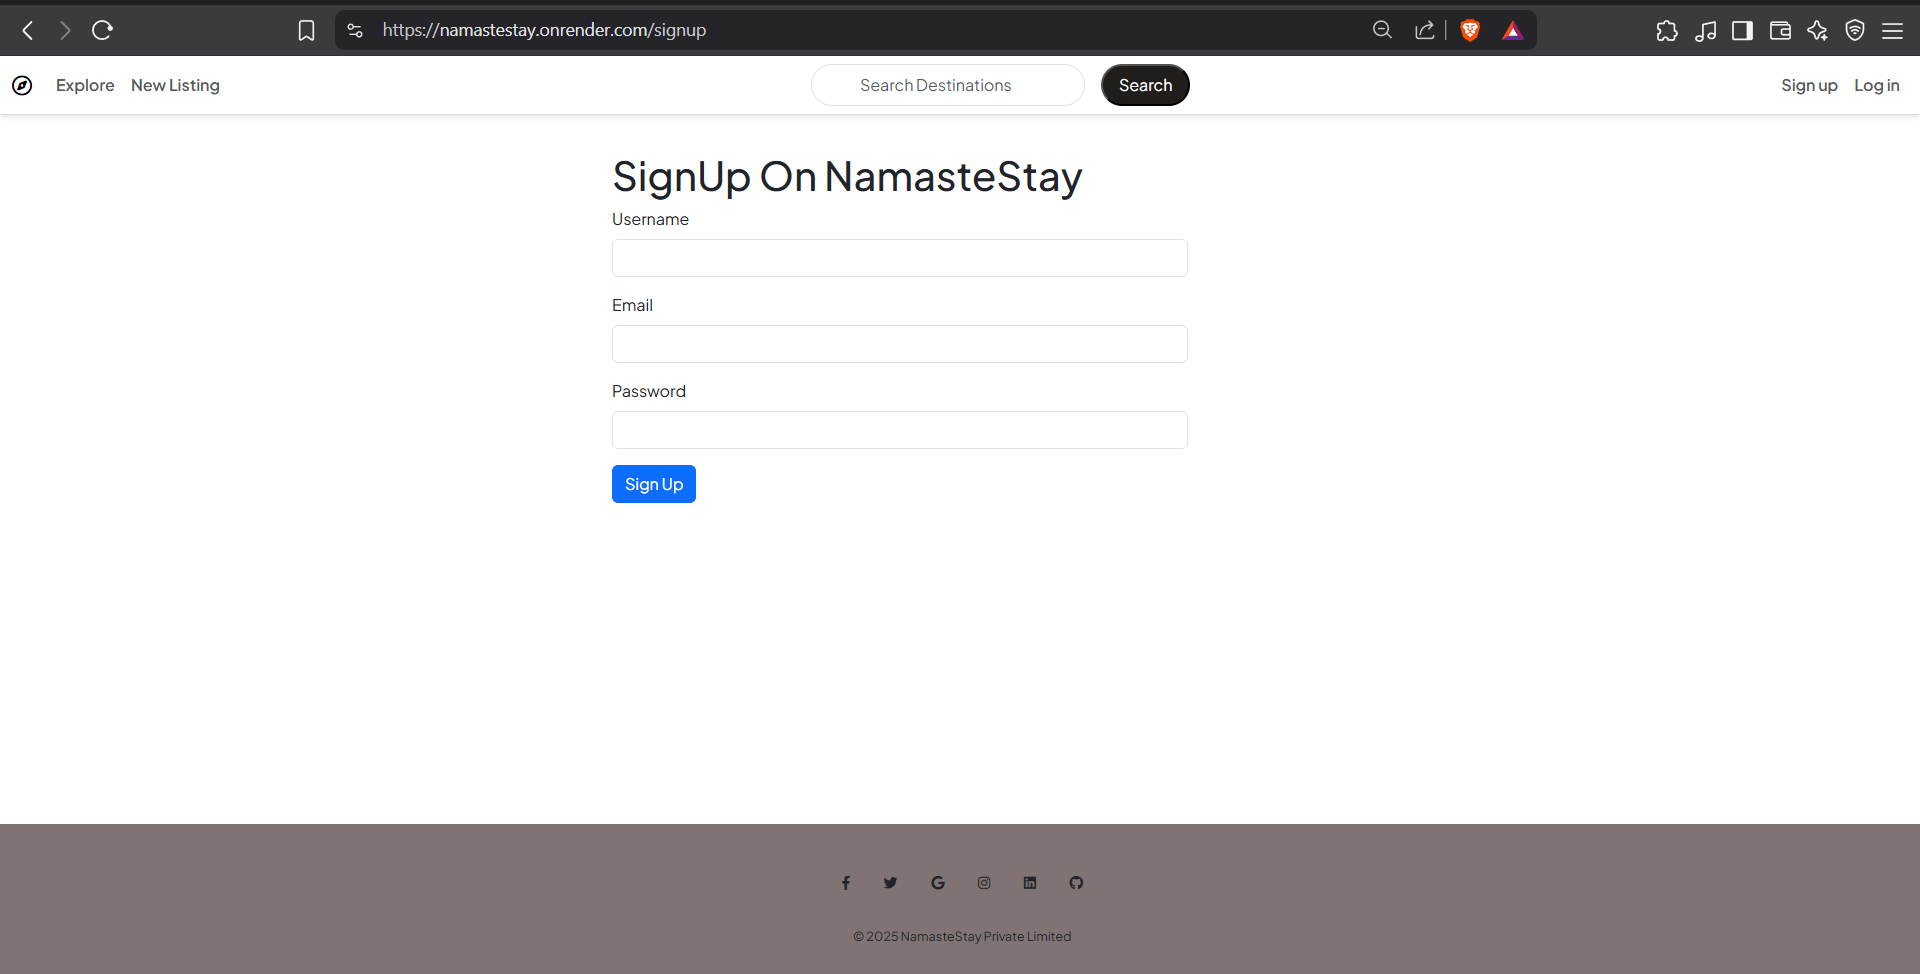 https://namastestay.onrender.com/signup
Explore New Listing Search Destinations Search Sign up Log in
SignUp On NamasteStay
Username
Email
Password
Sign Up
© 2025 NamasteStay Private Limited